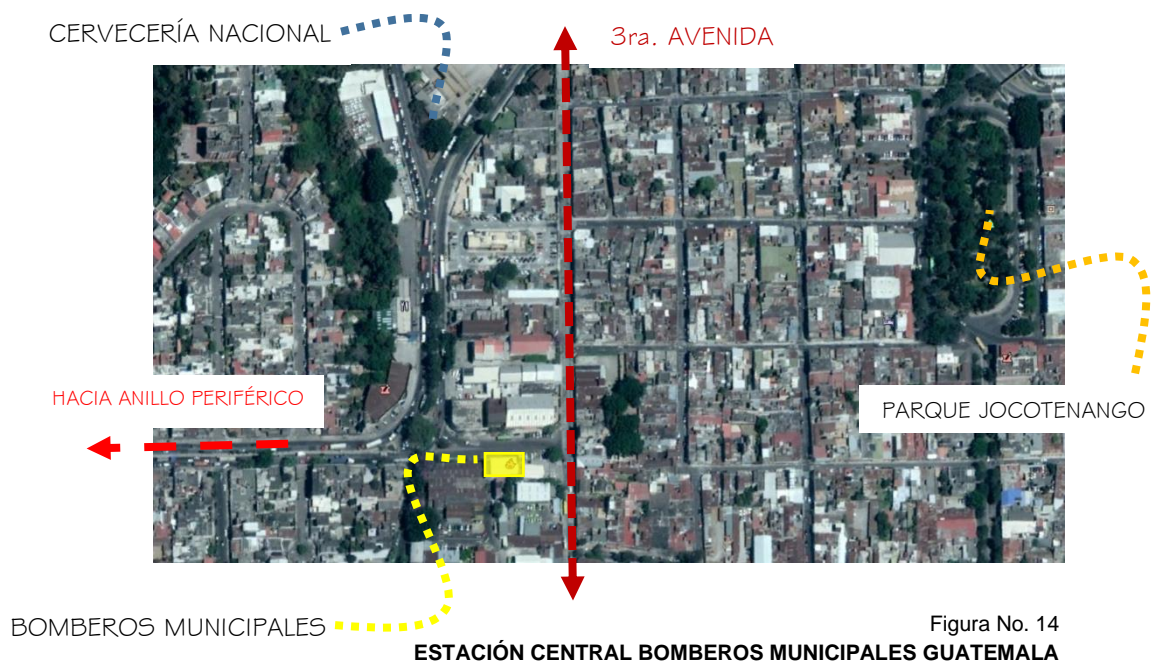 CERVECERÍA NACIONAL
3ra. AVENIDA
HACIA ANILLO PERIFÉRICO
PARQUE JOCOTENANGO
BOMBEROS MUNICIPALES
Figura No. 14
ESTACIÓN CENTRAL BOMBEROS MUNICIPALES GUATEMALA